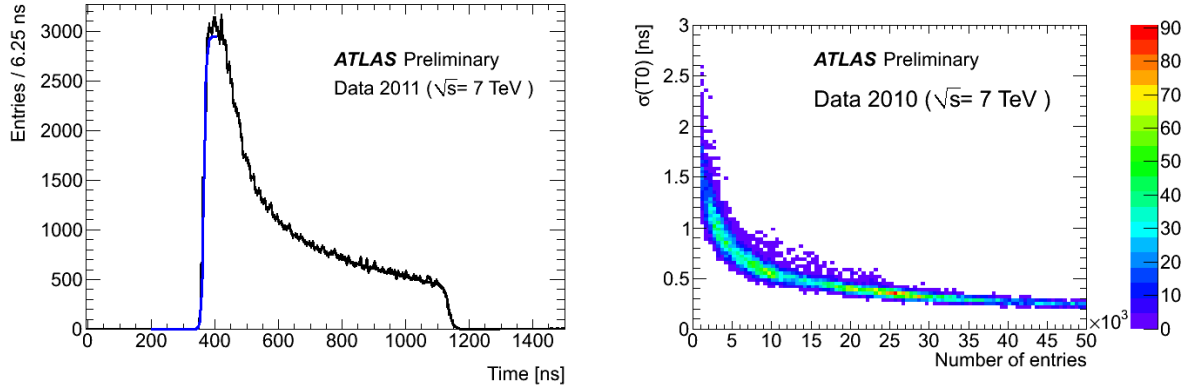 Entries / 6.25 ns
3000
2500
2000
1500
1000
500
0
ATLAS Preliminary
Data 2011 (√s= 7 TeV )
0 200 400 600 800 1000 1200 1400
Time [ns]
σ(T0) [ns]
3
2.5
2
1.5
1
0.5
0
ATLAS Preliminary
Data 2010 (√s= 7 TeV )
0 5 10 15 20 25 30 35 40 45 50
×10³
Number of entries
90
80
70
60
50
40
30
20
10
0